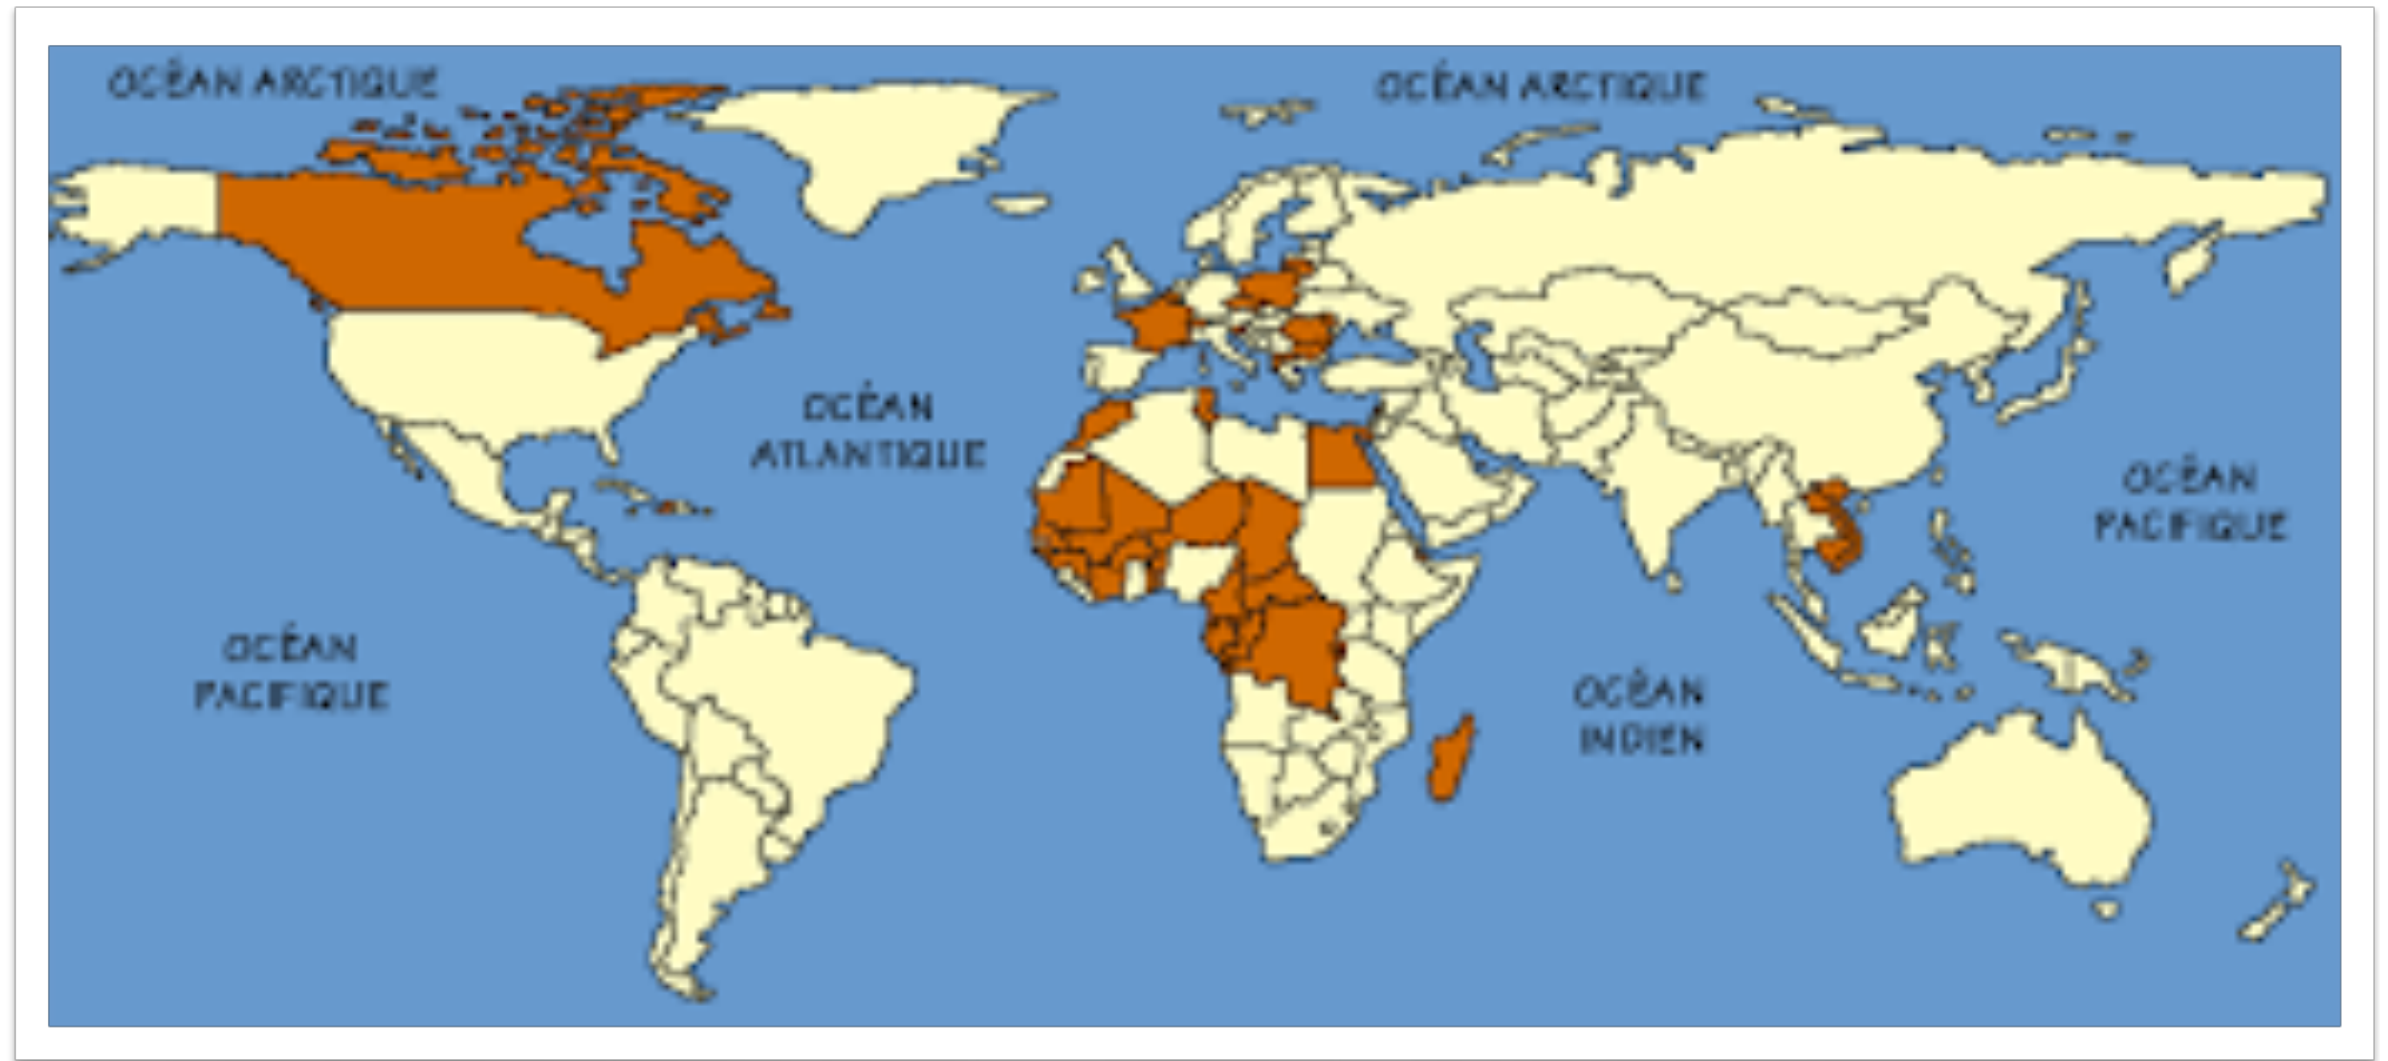 OCÉAN ARCTIQUE
OCÉAN ARCTIQUE
OCÉAN
ATLANTIQUE
OCÉAN
PACIFIQUE
OCÉAN
PACIFIQUE
OCÉAN
INDIEN